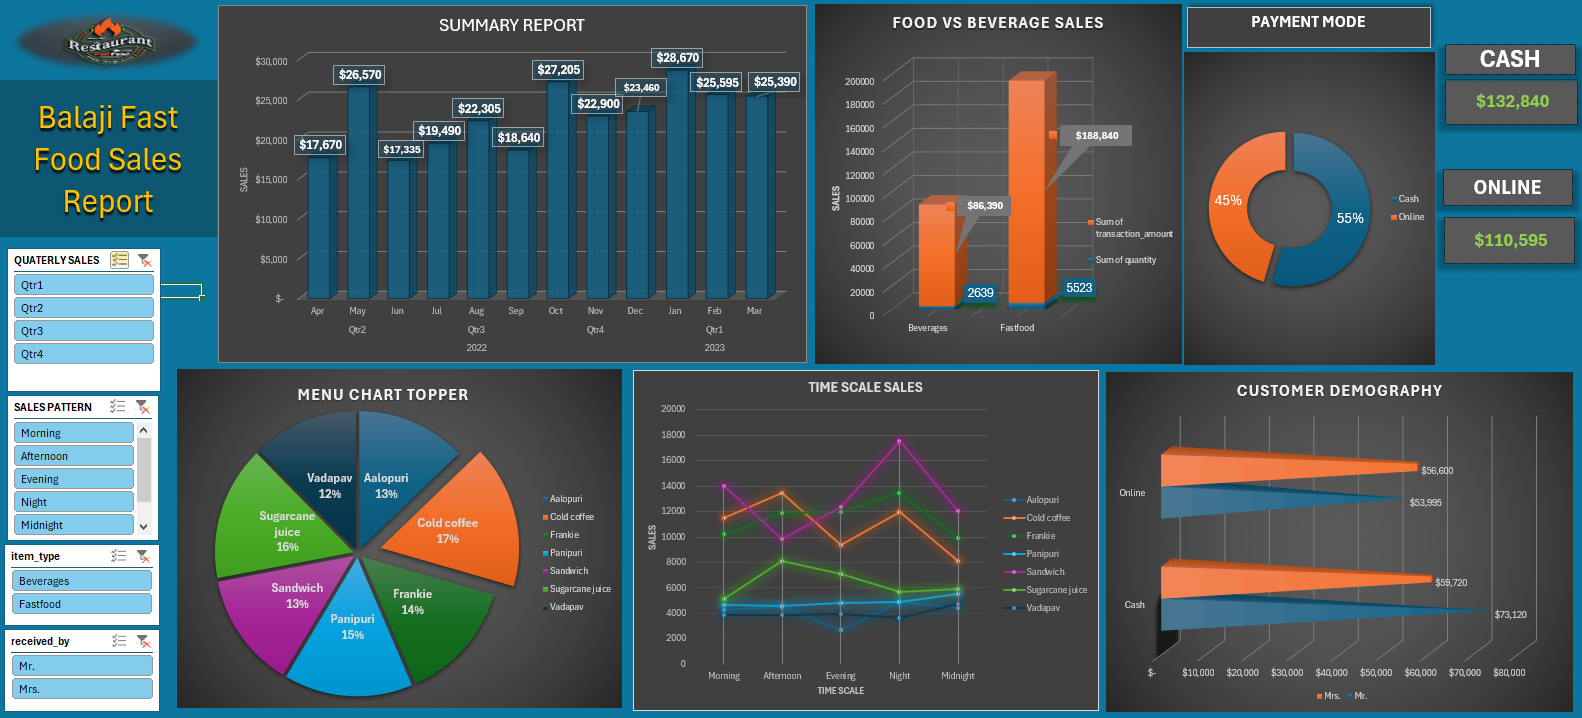 Restaurant
Balaji Fast
Food Sales
Report
QUATERLY SALES
Qtr1
Qtr2
Qtr3
Qtr4
SALES PATTERN
Morning
Afternoon
Evening
Night
Midnight
item_type
Beverages
Fastfood
received_by
Mr.
Mrs.
SUMMARY REPORT
SALES
$30,000
$25,000
$20,000
$15,000
$10,000
$5,000
$-
$17,670
$26,570
$17,335
$19,490
$22,305
$18,640
$27,205
$22,900
$23,460
$28,670
$25,595
$25,390
Apr May Jun Jul Aug Sep Oct Nov Dec Jan Feb Mar
Qtr2 Qtr3 Qtr4 Qtr1
2022 2023
FOOD VS BEVERAGE SALES
SALES
200000
180000
160000
140000
120000
100000
80000
60000
40000
20000
0
$188,840
$86,390
2639
5523
Beverages Fastfood
Sum of
transaction_amount
Sum of quantity
PAYMENT MODE
45%
55%
Cash
Online
CASH
$132,840
ONLINE
$110,595
MENU CHART TOPPER
Vadapav
12%
Aalopuri
13%
Sugarcane
juice
16%
Cold coffee
17%
Sandwich
13%
Frankie
14%
Panipuri
15%
Aalopuri
Cold coffee
Frankie
Panipuri
Sandwich
Sugarcane juice
Vadapav
TIME SCALE SALES
SALES
20000
18000
16000
14000
12000
10000
8000
6000
4000
2000
0
Morning Afternoon Evening Night Midnight
TIME SCALE
Aalopuri
Cold coffee
Frankie
Panipuri
Sandwich
Sugarcane juice
Vadapav
CUSTOMER DEMOGRAPHY
Online
$56,600
$53,995
Cash
$59,720
$73,120
$- $10,000 $20,000 $30,000 $40,000 $50,000 $60,000 $70,000 $80,000
Mrs. Mr.